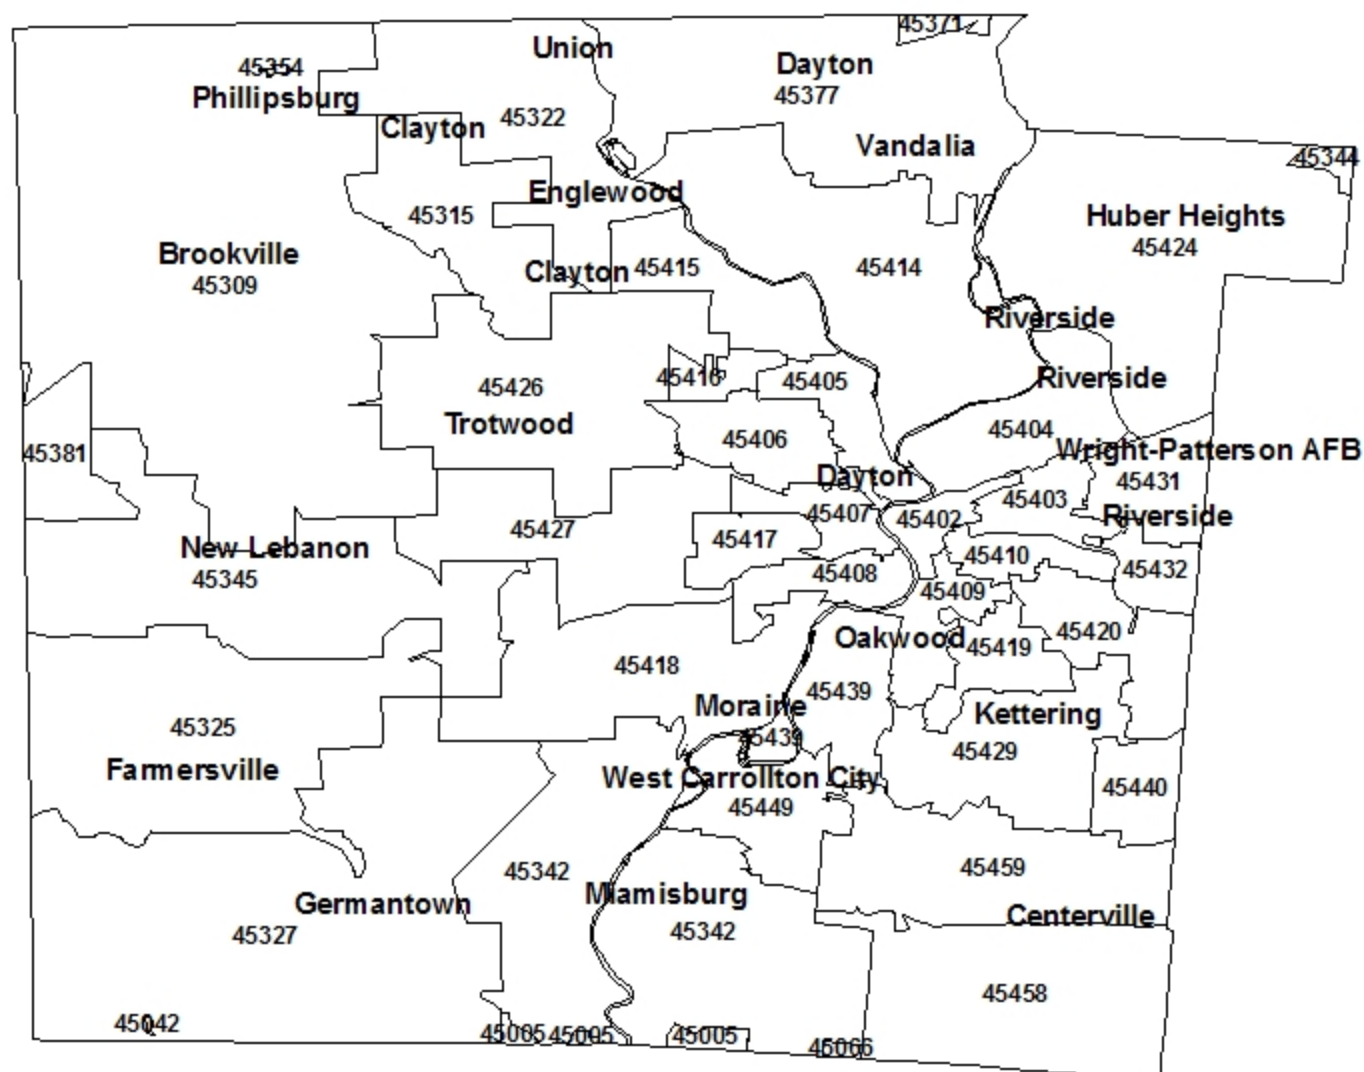 45371
Union
Dayton
45354
45377
Phillipsburg
45322
Clayton
Vandalia
45344
Englewood
45315
Huber Heights
45424
Brookville
45309
Clayton
45415
45414
Riverside
45416
45405
Riverside
45426
Trotwood
45406
45404
Wright-Patterson AFB
45381
Dayton
45431
45403
45407
45402
Riverside
45427
45417
New Lebanon
45345
45410
45408
45432
45409
Oakwood
45420
45419
45418
45439
Moraine
Kettering
45325
45439
45429
Farmersville
West Carrollton City
45449
45440
45342
45459
Miamisburg
Germantown
45327
45342
Centerville
45458
45042
45005
45005
45005
45066